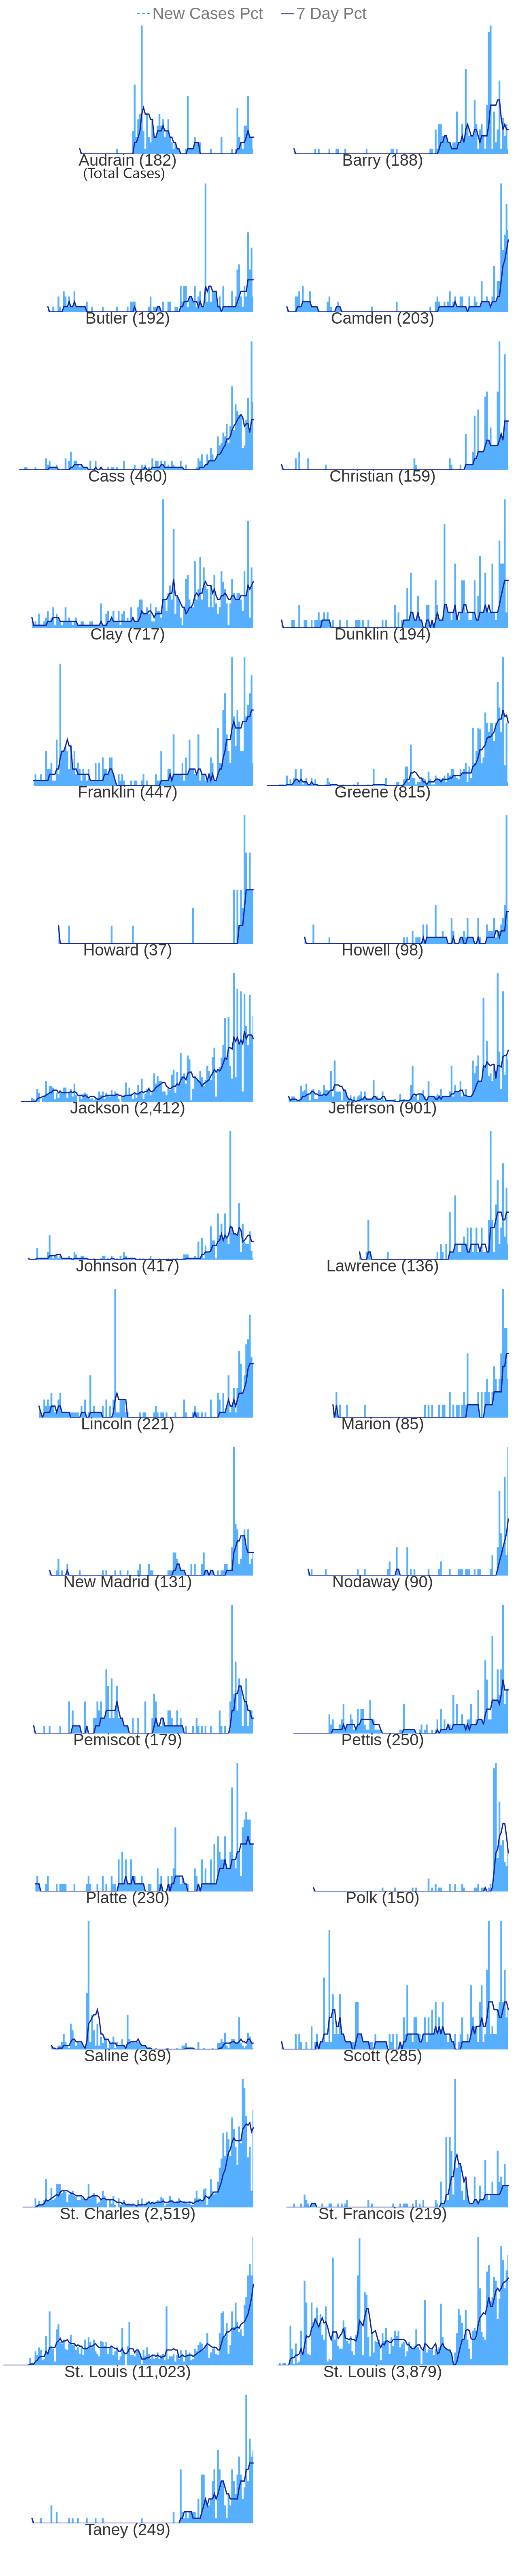 New Cases Pct 7 Day Pct
Audrain (182) Barry (188)
(Total Cases)
Butler (192) Camden (203)
Cass (460) Christian (159)
Clay (717) Dunklin (194)
Franklin (447) Greene (815)
Howard (37) Howell (98)
Jackson (2,412) Jefferson (901)
Johnson (417) Lawrence (136)
Lincoln (221) Marion (85)
New Madrid (131) Nodaway (90)
Pemiscot (179) Pettis (250)
Platte (230) Polk (150)
Saline (369) Scott (285)
St. Charles (2,519) St. Francois (219)
St. Louis (11,023) St. Louis (3,879)
Taney (249)